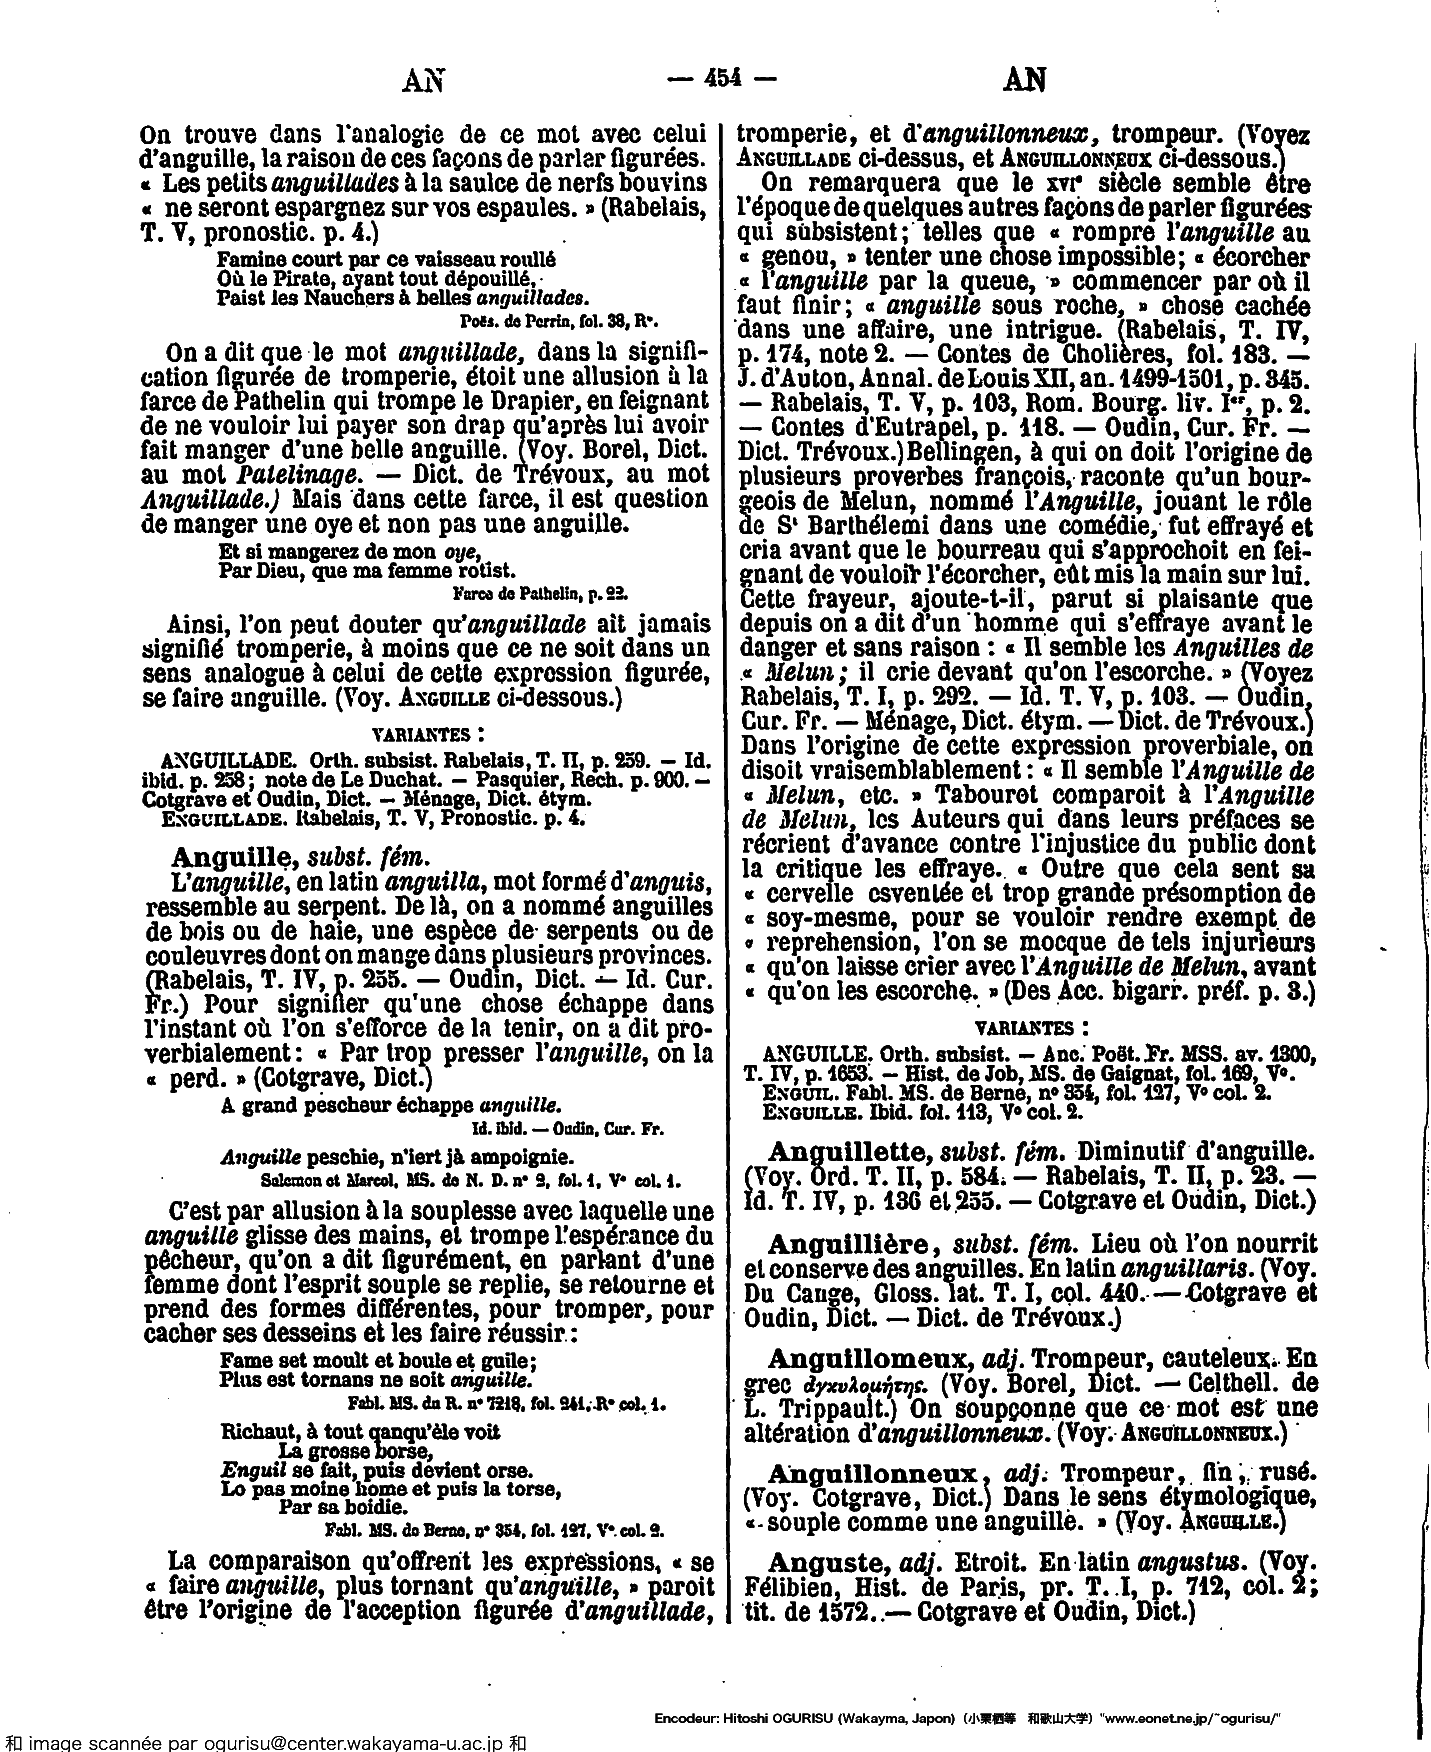 AN
— 454 —
AN
On trouve dans l'analogie de ce mot avec celui
d'anguille, la raison de ces façons de parler figurées.
« Les petits anguillades à la saulce de nerfs bouvins
« ne seront espargnez sur vos espaules. » (Rabelais,
T. V, pronostic. p. 4.)
Famine court par ce vaisseau roullé
Où le Pirate, ayant tout dépouillé,
Paist les Nauchers à belles anguillades.
Poës. de Perrin, fol. 38, R°.
On a dit que le mot anguillade, dans la signifi-
cation figurée de tromperie, étoit une allusion à la
farce de Pathelin qui trompe le Drapier, en feignant
de ne vouloir lui payer son drap qu'après lui avoir
fait manger d'une belle anguille. (Voy. Borel, Dict.
au mot Patelinage. — Dict. de Trévoux, au mot
Anguillade.) Mais dans cette farce, il est question
de manger une oye et non pas une anguille.
Et si mangerez de mon oye,
Par Dieu, que ma femme rotist.
Farce de Pathelin, p. 22.
Ainsi, l'on peut douter qu'anguillade ait jamais
signifié tromperie, à moins que ce ne soit dans un
sens analogue à celui de cette expression figurée,
se faire anguille. (Voy. ANGUILLE ci-dessous.)
VARIANTES :
ANGUILLADE. Orth. subsist. Rabelais, T. II, p. 259. — Id.
ibid. p. 258; note de Le Duchat. — Pasquier, Rech. p. 900. —
Cotgrave et Oudin, Dict. — Ménage, Dict. étym.
ENGUILLADE. Rabelais, T. V, Pronostic. p. 4.
Anguille, subst. fém.
L'anguille, en latin anguilla, mot formé d'anguis,
ressemble au serpent. De là, on a nommé anguilles
de bois ou de haie, une espèce de serpents ou de
couleuvres dont on mange dans plusieurs provinces.
(Rabelais, T. IV, p. 255. — Oudin, Dict. — Id. Cur.
Fr.) Pour signifier qu'une chose échappe dans
l'instant où l'on s'efforce de la tenir, on a dit pro-
verbialement : « Par trop presser l'anguille, on la
« perd. » (Cotgrave, Dict.)
A grand pescheur échappe anguille.
Id. ibid. — Oudin, Cur. Fr.
Anguille peschie, n'iert jà ampoignie.
Salemon et Marcol, MS. de N. D. n° 2, fol. 1, V° col. 1.
C'est par allusion à la souplesse avec laquelle une
anguille glisse des mains, et trompe l'espérance du
pêcheur, qu'on a dit figurément, en parlant d'une
femme dont l'esprit souple se replie, se retourne et
prend des formes différentes, pour tromper, pour
cacher ses desseins et les faire réussir :
Fame set moult et boule et guile;
Plus est tornans ne soit anguille.
Fabl. MS. du R. n° 7218, fol. 241, R° col. 1.
Richaut, à tout qanqu'èle voit
La grosse borse,
Enguil se fait, puis devient orse.
Lo pas moine home et puis la torse,
Par sa boidie.
Fabl. MS. de Berne, n° 354, fol. 127, V° col. 2.
La comparaison qu'offrent les expressions, « se
« faire anguille, plus tornant qu'anguille, » paroit
être l'origine de l'acception figurée d'anguillade,
tromperie, et d'anguillonneux, trompeur. (Voyez
ANGUILLADE ci-dessus, et ANGUILLONNEUX ci-dessous.)
On remarquera que le XVIe siècle semble être
l'époque de quelques autres façons de parler figurées
qui subsistent; telles que « rompre l'anguille au
« genou, » tenter une chose impossible; « écorcher
« l'anguille par la queue, » commencer par où il
faut finir; « anguille sous roche, » chose cachée
dans une affaire, une intrigue. (Rabelais, T. IV,
p. 174, note 2. — Contes de Cholières, fol. 183. —
J. d'Auton, Annal. de Louis XII, an. 1499-1501, p. 345.
— Rabelais, T. V, p. 103, Rom. Bourg. liv. Ier, p. 2.
— Contes d'Eutrapel, p. 118. — Oudin, Cur. Fr. —
Dict. Trévoux.) Bellingen, à qui on doit l'origine de
plusieurs proverbes françois, raconte qu'un bour-
geois de Melun, nommé l'Anguille, jouant le rôle
de St Barthélemi dans une comédie, fut effrayé et
cria avant que le bourreau qui s'approchoit en fei-
gnant de vouloir l'écorcher, eût mis la main sur lui.
Cette frayeur, ajoute-t-il, parut si plaisante que
depuis on a dit d'un homme qui s'effraye avant le
danger et sans raison : « Il semble les Anguilles de
« Melun; il crie devant qu'on l'escorche. » (Voyez
Rabelais, T. I, p. 292. — Id. T. V, p. 103. — Oudin,
Cur. Fr. — Ménage, Dict. étym. — Dict. de Trévoux.)
Dans l'origine de cette expression proverbiale, on
disoit vraisemblablement : « Il semble l'Anguille de
« Melun, etc. » Tabourot comparoit à l'Anguille
de Melun, les Auteurs qui dans leurs préfaces se
récrient d'avance contre l'injustice du public dont
la critique les effraye. « Outre que cela sent sa
« cervelle esventée et trop grande présomption de
« soy-mesme, pour se vouloir rendre exempt de
« reprehension, l'on se mocque de tels injurieurs
« qu'on laisse crier avec l'Anguille de Melun, avant
« qu'on les escorche. » (Des Acc. bigarr. préf. p. 3.)
VARIANTES :
ANGUILLE. Orth. subsist. — Anc. Poët. Fr. MSS. av. 1300,
T. IV, p. 1653. — Hist. de Job, MS. de Gaignat, fol. 169, V°.
ENGUIL. Fabl. MS. de Berne, n° 354, fol. 127, V° col. 2.
ENGUILLE. Ibid. fol. 113, V° col. 2.
Anguillette, subst. fém. Diminutif d'anguille.
(Voy. Ord. T. II, p. 584. — Rabelais, T. II, p. 23. —
Id. T. IV, p. 136 et 255. — Cotgrave et Oudin, Dict.)
Anguillière, subst. fém. Lieu où l'on nourrit
et conserve des anguilles. En latin anguillaris. (Voy.
Du Cange, Gloss. lat. T. I, col. 440. — Cotgrave et
Oudin, Dict. — Dict. de Trévoux.)
Anguillomeux, adj. Trompeur, cauteleux. En
grec ἀγκυλομήτης. (Voy. Borel, Dict. — Celthell. de
L. Trippault.) On soupçonne que ce mot est une
altération d'anguillonneux. (Voy. ANGUILLONNEUX.)
Anguillonneux, adj. Trompeur, fin, rusé.
(Voy. Cotgrave, Dict.) Dans le sens étymologique,
« souple comme une anguille. » (Voy. ANGUILLE.)
Anguste, adj. Etroit. En latin angustus. (Voy.
Félibien, Hist. de Paris, pr. T. I, p. 712, col. 2;
tit. de 1572. — Cotgrave et Oudin, Dict.)
Encodeur: Hitoshi OGURISU (Wakayma, Japon) (小栗栖等 和歌山大学) "www.eonet.ne.jp/~ogurisu/"
和 image scannée par ogurisu@center.wakayama-u.ac.jp 和